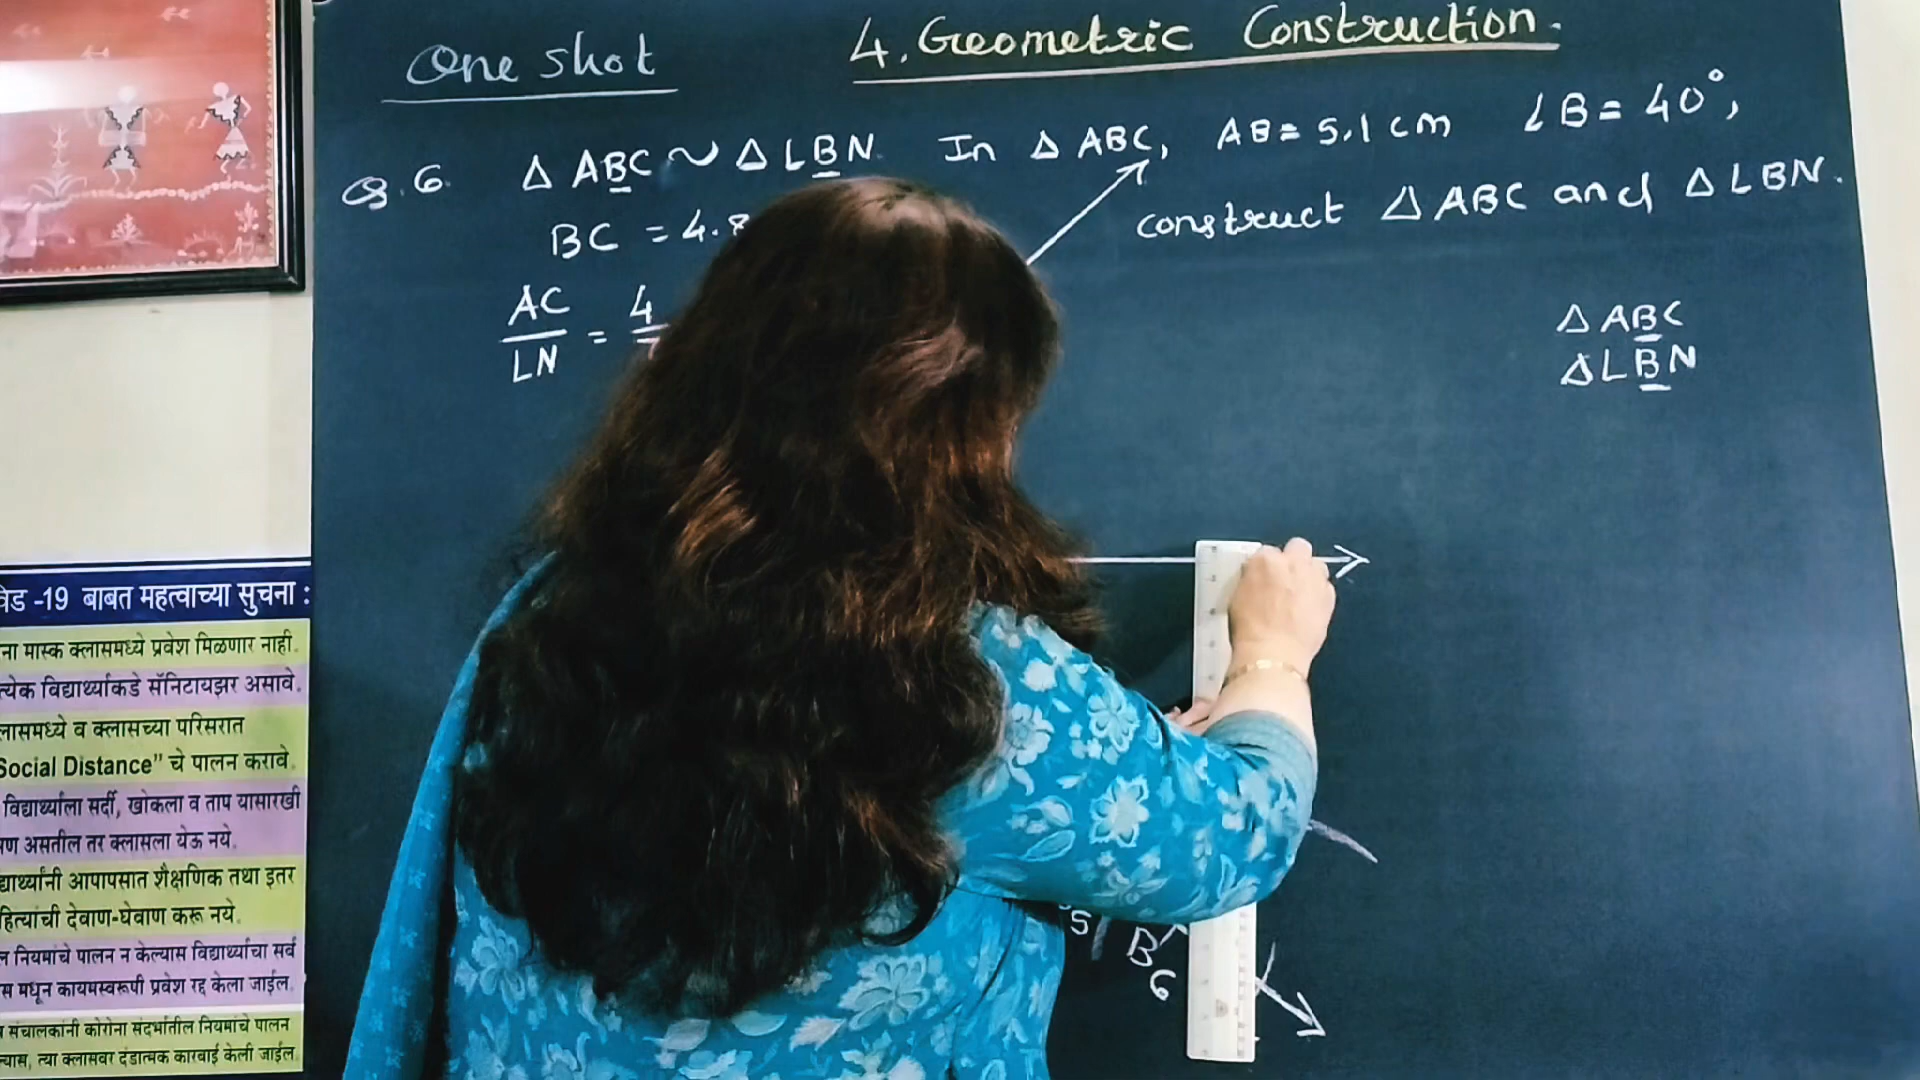 One shot
4. Geometric Construction.
Q. 6. △ ABC ~ △ LBN. In △ ABC, AB = 5.1 cm ∠B = 40°,
BC = 4.8
construct △ ABC and △ LBN.
AC
LN
= 4
△ ABC
△ LBN
5
B6
-19 बाबत महत्वाच्या सुचना :
ना मास्क क्लासमध्ये प्रवेश मिळणार नाही.
त्येक विद्यार्थ्याकडे सॅनिटायझर असावे.
लासमध्ये व क्लासच्या परिसरात
Social Distance" चे पालन करावे.
विद्यार्थ्याला सर्दी, खोकला व ताप यासारखी
असतील तर क्लासला येऊ नये.
द्यार्थ्यांनी आपापसात शैक्षणिक तथा इतर
हित्यांची देवाण-घेवाण करू नये.
नियमांचे पालन न केल्यास विद्यार्थ्याचा सर्व
मधून कायमस्वरूपी प्रवेश रद्द केला जाईल.
संचालकांनी कोरोना संदर्भातील नियमांचे पालन
ल्यास, त्या क्लासवर दंडात्मक कारवाई केली जाईल.